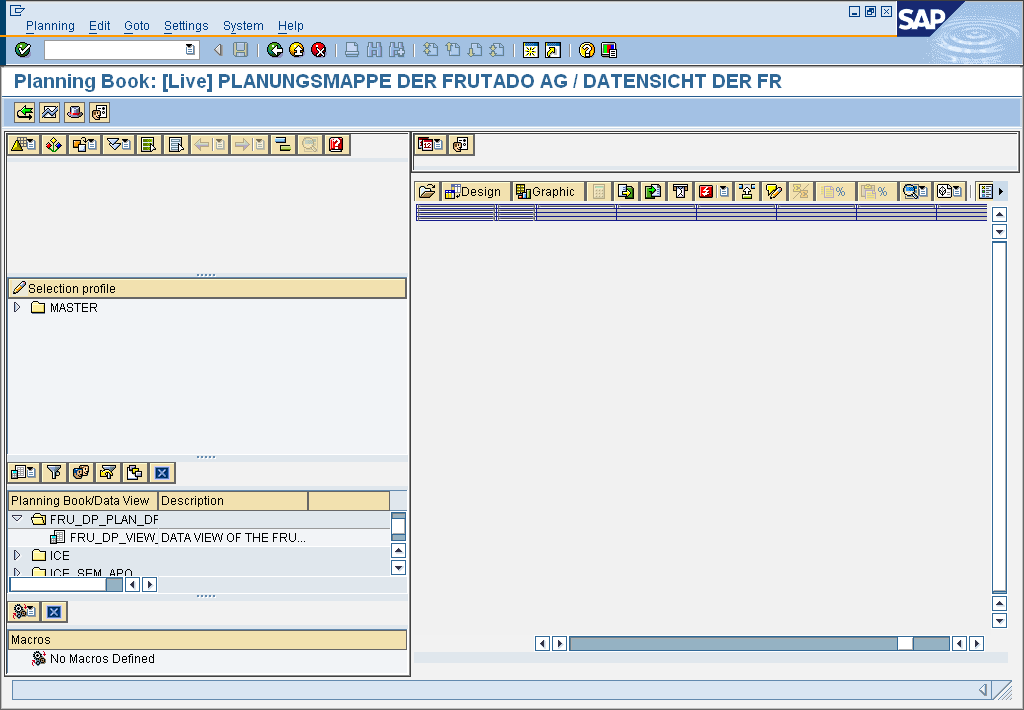 Planning Edit Goto Settings System Help
SAP
Planning Book: [Live] PLANUNGSMAPPE DER FRUTADO AG / DATENSICHT DER FR
Design Graphic
Selection profile
MASTER
Planning Book/Data View Description
FRU_DP_PLAN_DF
FRU_DP_VIEW_ DATA VIEW OF THE FRU...
ICE
ICE_SEM_APO
Macros
No Macros Defined